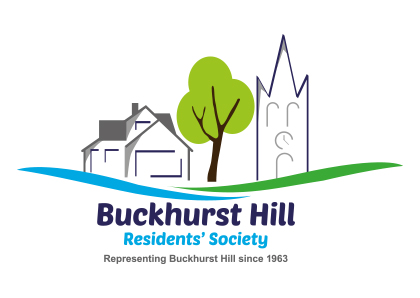 Buckhurst Hill
Residents' Society
Representing Buckhurst Hill since 1963